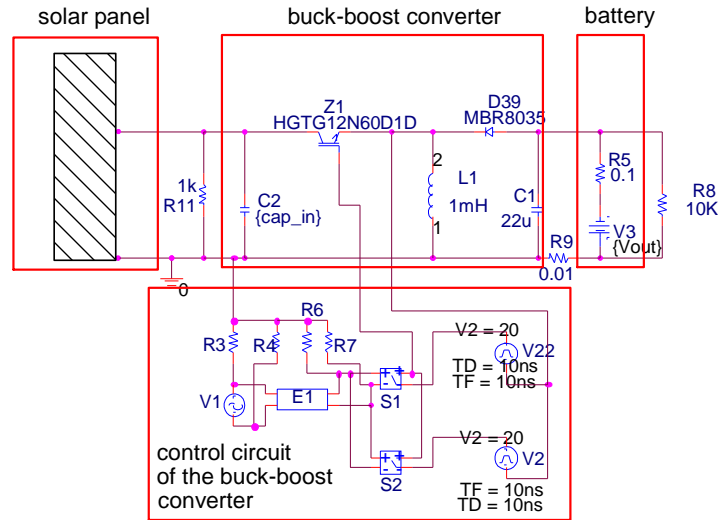 solar panel
buck-boost converter
battery
Z1
HGTG12N60D1D
D39
MBR8035
1k
R11
C2
{cap_in}
2
L1
1mH
1
C1
22u
R5
0.1
V3
{Vout}
R8
10K
R9
0.01
0
R3
R4
R6
R7
V1
E1
S1
S2
V2 = 20
V22
TD = 10ns
TF = 10ns
V2 = 20
V2
TF = 10ns
TD = 10ns
control circuit
of the buck-boost
converter